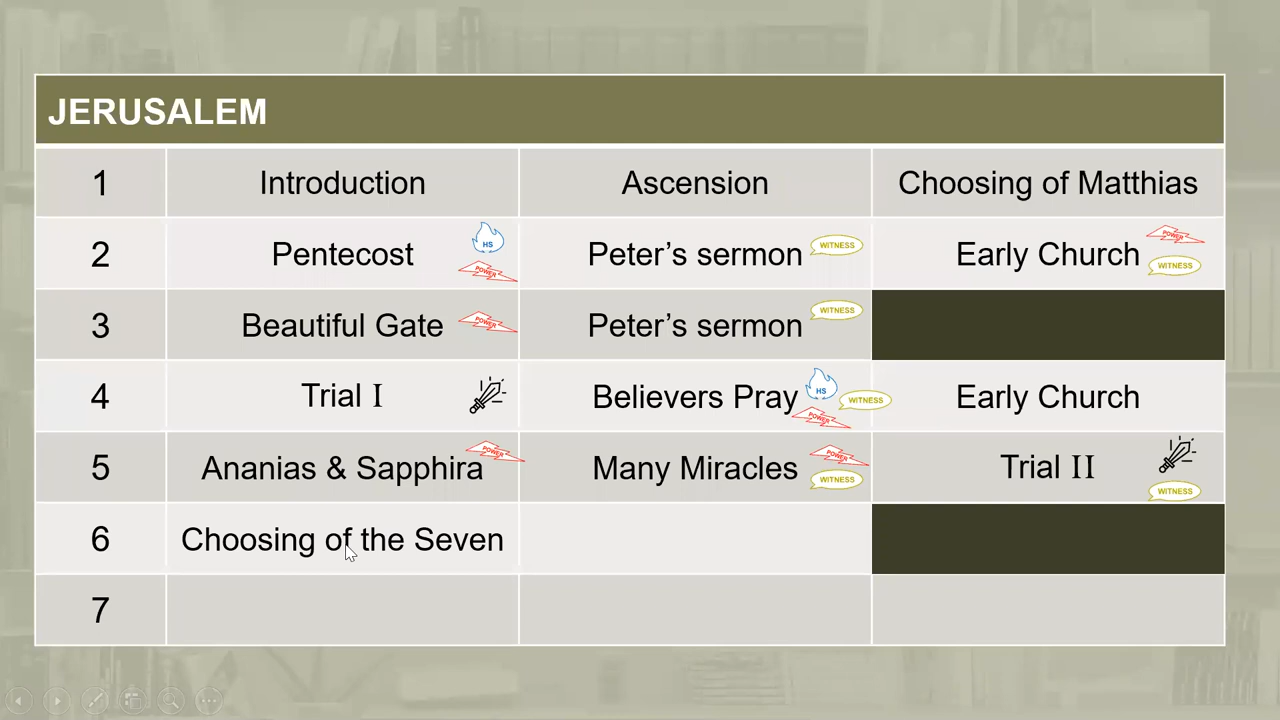 JERUSALEM
1 Introduction Ascension Choosing of Matthias
2 Pentecost HS POWER Peter’s sermon WITNESS Early Church POWER WITNESS
3 Beautiful Gate POWER Peter’s sermon WITNESS
4 Trial I Believers Pray HS POWER WITNESS Early Church
5 Ananias & Sapphira POWER Many Miracles POWER WITNESS Trial II WITNESS
6 Choosing of the Seven
7